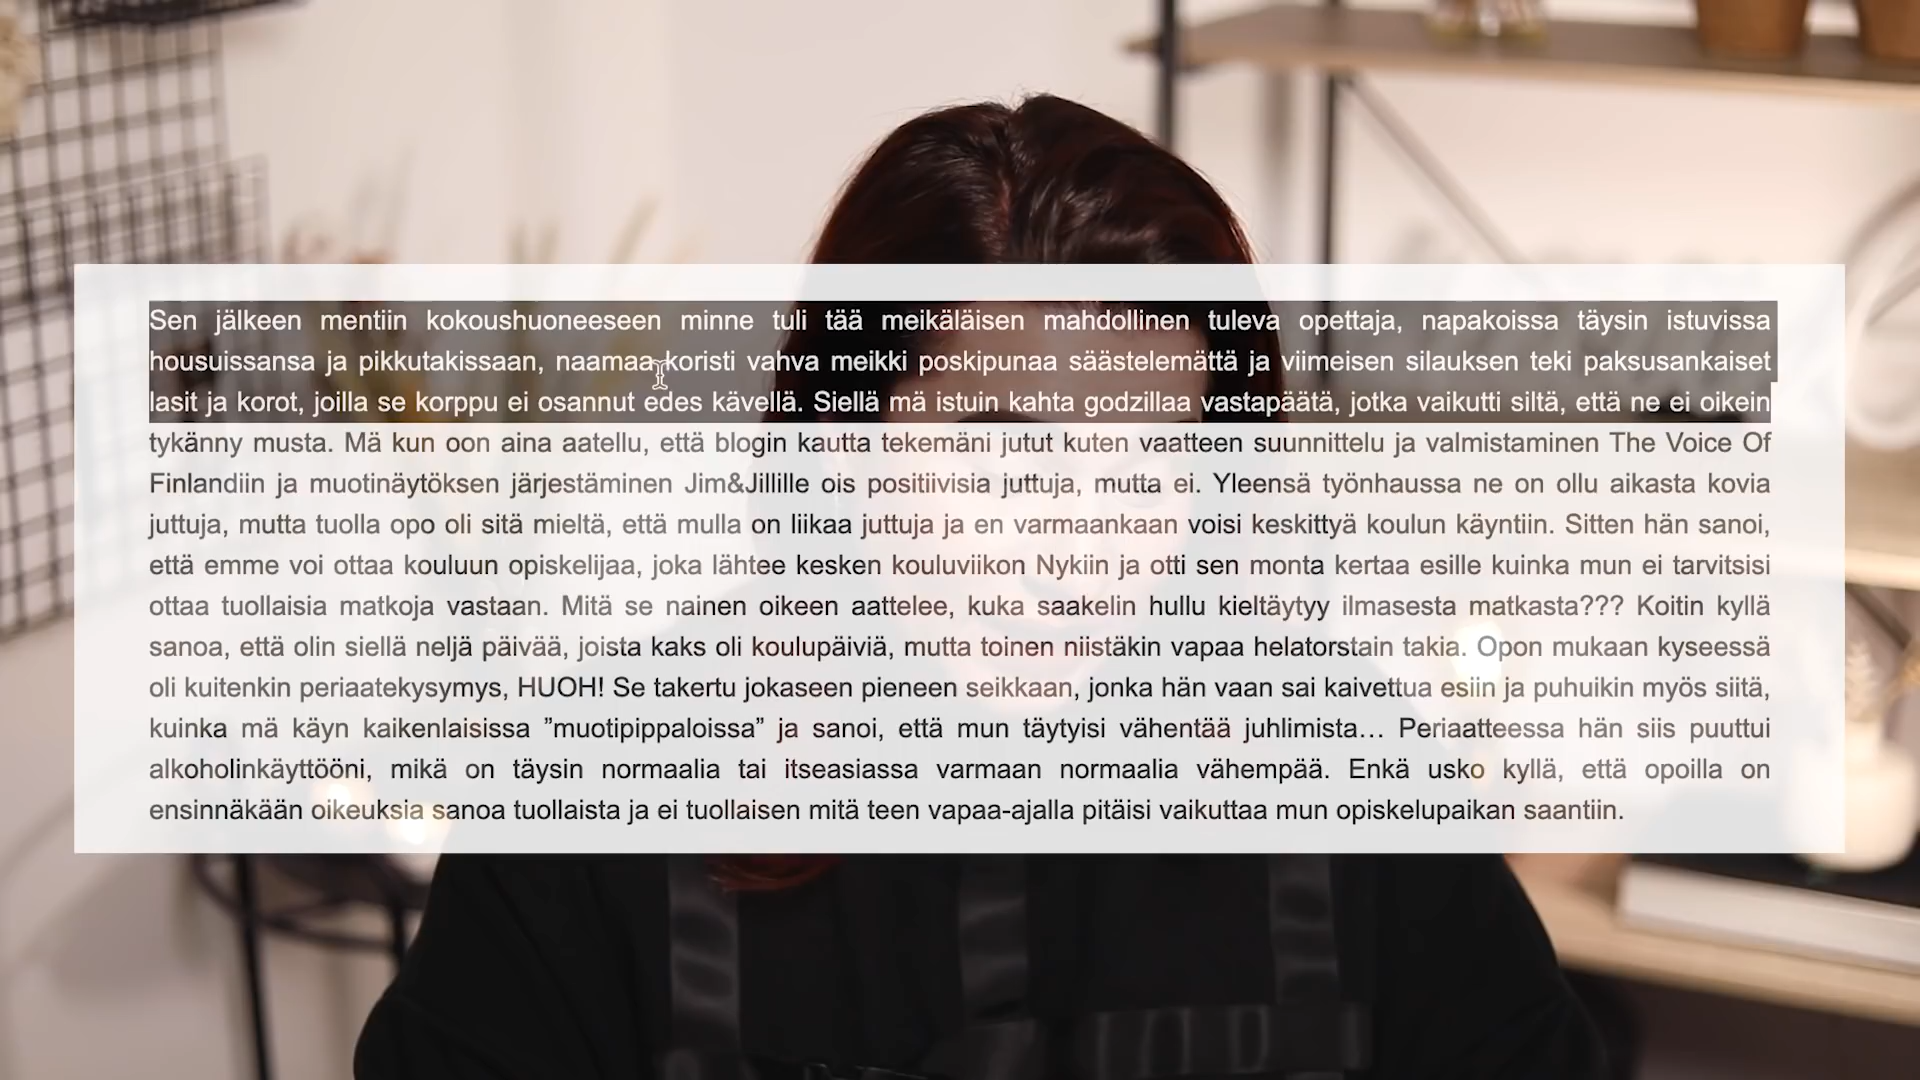 Sen jälkeen mentiin kokoushuoneeseen minne tuli tää meikäläisen mahdollinen tuleva opettaja, napakoissa täysin istuvissa
housuissansa ja pikkutakissaan, naamaa koristi vahva meikki poskipunaa säästelemättä ja viimeisen silauksen teki paksusankaiset
lasit ja korot, joilla se korppu ei osannut edes kävellä. Siellä mä istuin kahta godzillaa vastapäätä, jotka vaikutti siltä, että ne ei oikein
tykänny musta. Mä kun oon aina aatellu, että blogin kautta tekemäni jutut kuten vaatteen suunnittelu ja valmistaminen The Voice Of
Finlandiin ja muotinäytöksen järjestäminen Jim&Jillille ois positiivisia juttuja, mutta ei. Yleensä työnhaussa ne on ollu aikasta kovia
juttuja, mutta tuolla opo oli sitä mieltä, että mulla on liikaa juttuja ja en varmaankaan voisi keskittyä koulun käyntiin. Sitten hän sanoi,
että emme voi ottaa kouluun opiskelijaa, joka lähtee kesken kouluviikon Nykiin ja otti sen monta kertaa esille kuinka mun ei tarvitsisi
ottaa tuollaisia matkoja vastaan. Mitä se nainen oikeen aattelee, kuka saakelin hullu kieltäytyy ilmasesta matkasta??? Koitin kyllä
sanoa, että olin siellä neljä päivää, joista kaks oli koulupäiviä, mutta toinen niistäkin vapaa helatorstain takia. Opon mukaan kyseessä
oli kuitenkin periaatekysymys, HUOH! Se takertu jokaseen pieneen seikkaan, jonka hän vaan sai kaivettua esiin ja puhuikin myös siitä,
kuinka mä käyn kaikenlaisissa ”muotipippaloissa” ja sanoi, että mun täytyisi vähentää juhlimista… Periaatteessa hän siis puuttui
alkoholinkäyttööni, mikä on täysin normaalia tai itseasiassa varmaan normaalia vähempää. Enkä usko kyllä, että opoilla on
ensinnäkään oikeuksia sanoa tuollaista ja ei tuollaisen mitä teen vapaa-ajalla pitäisi vaikuttaa mun opiskelupaikan saantiin.